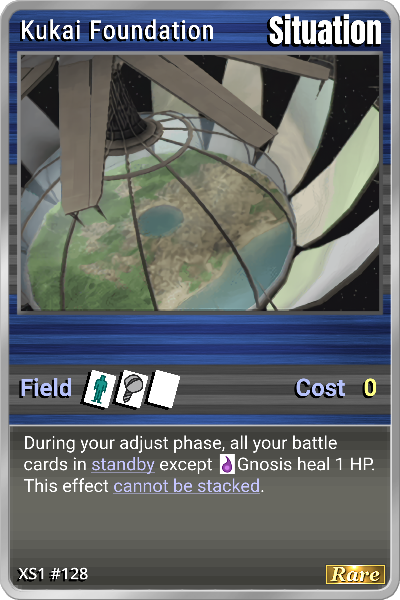 Kukai Foundation
Situation
Field
Cost 0
During your adjust phase, all your battle
cards in standby except Gnosis heal 1 HP.
This effect cannot be stacked.
XS1 #128
Rare